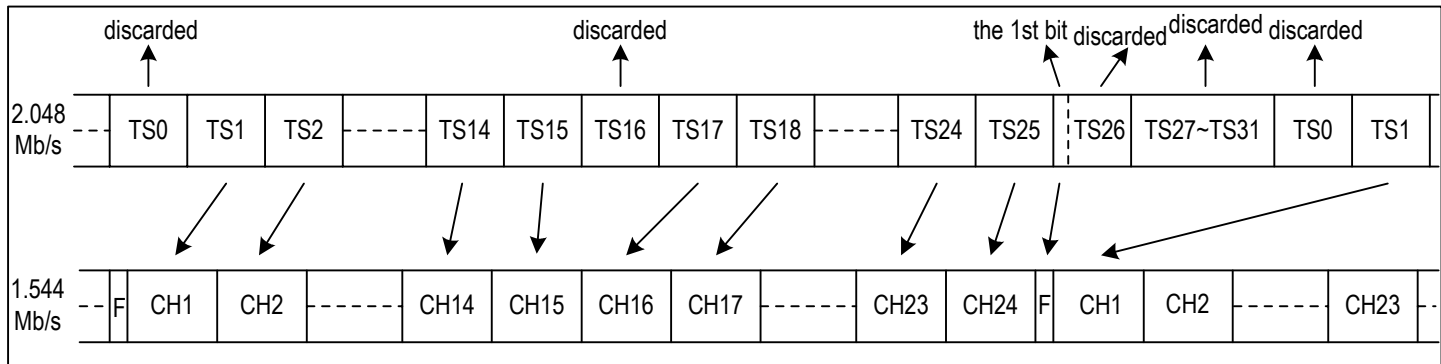 discarded discarded the 1st bit discarded discarded discarded
2.048 Mb/s TS0 TS1 TS2 TS14 TS15 TS16 TS17 TS18 TS24 TS25 TS26 TS27~TS31 TS0 TS1
1.544 Mb/s F CH1 CH2 CH14 CH15 CH16 CH17 CH23 CH24 F CH1 CH2 CH23